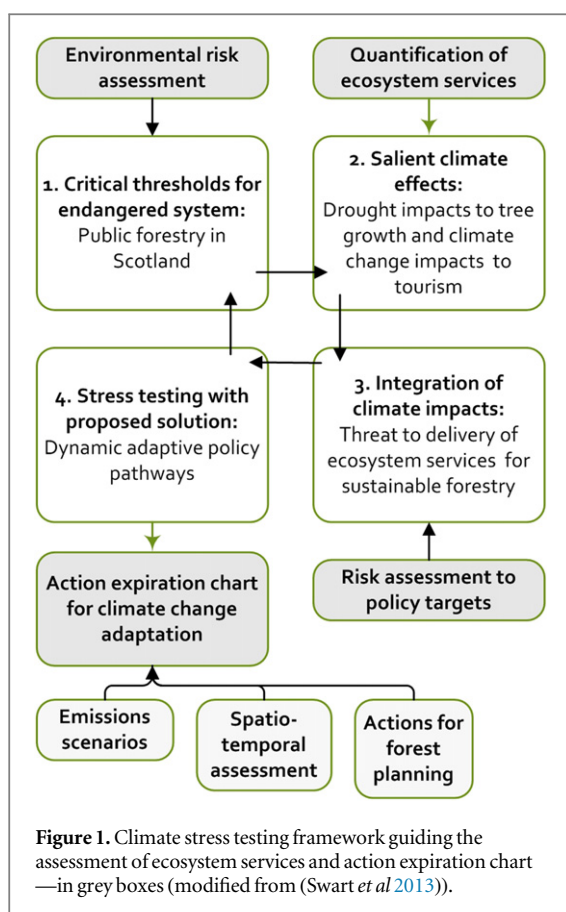 Environmental risk
assessment
Quantification of
ecosystem services
1. Critical thresholds for
endangered system:
Public forestry in
Scotland
2. Salient climate
effects:
Drought impacts to tree
growth and climate
change impacts to
tourism
4. Stress testing with
proposed solution:
Dynamic adaptive policy
pathways
3. Integration of
climate impacts:
Threat to delivery of
ecosystem services for
sustainable forestry
Action expiration chart
for climate change
adaptation
Risk assessment to
policy targets
Emissions
scenarios
Spatio-
temporal
assessment
Actions for
forest
planning
Figure 1. Climate stress testing framework guiding the
assessment of ecosystem services and action expiration chart
—in grey boxes (modified from (Swart et al 2013)).